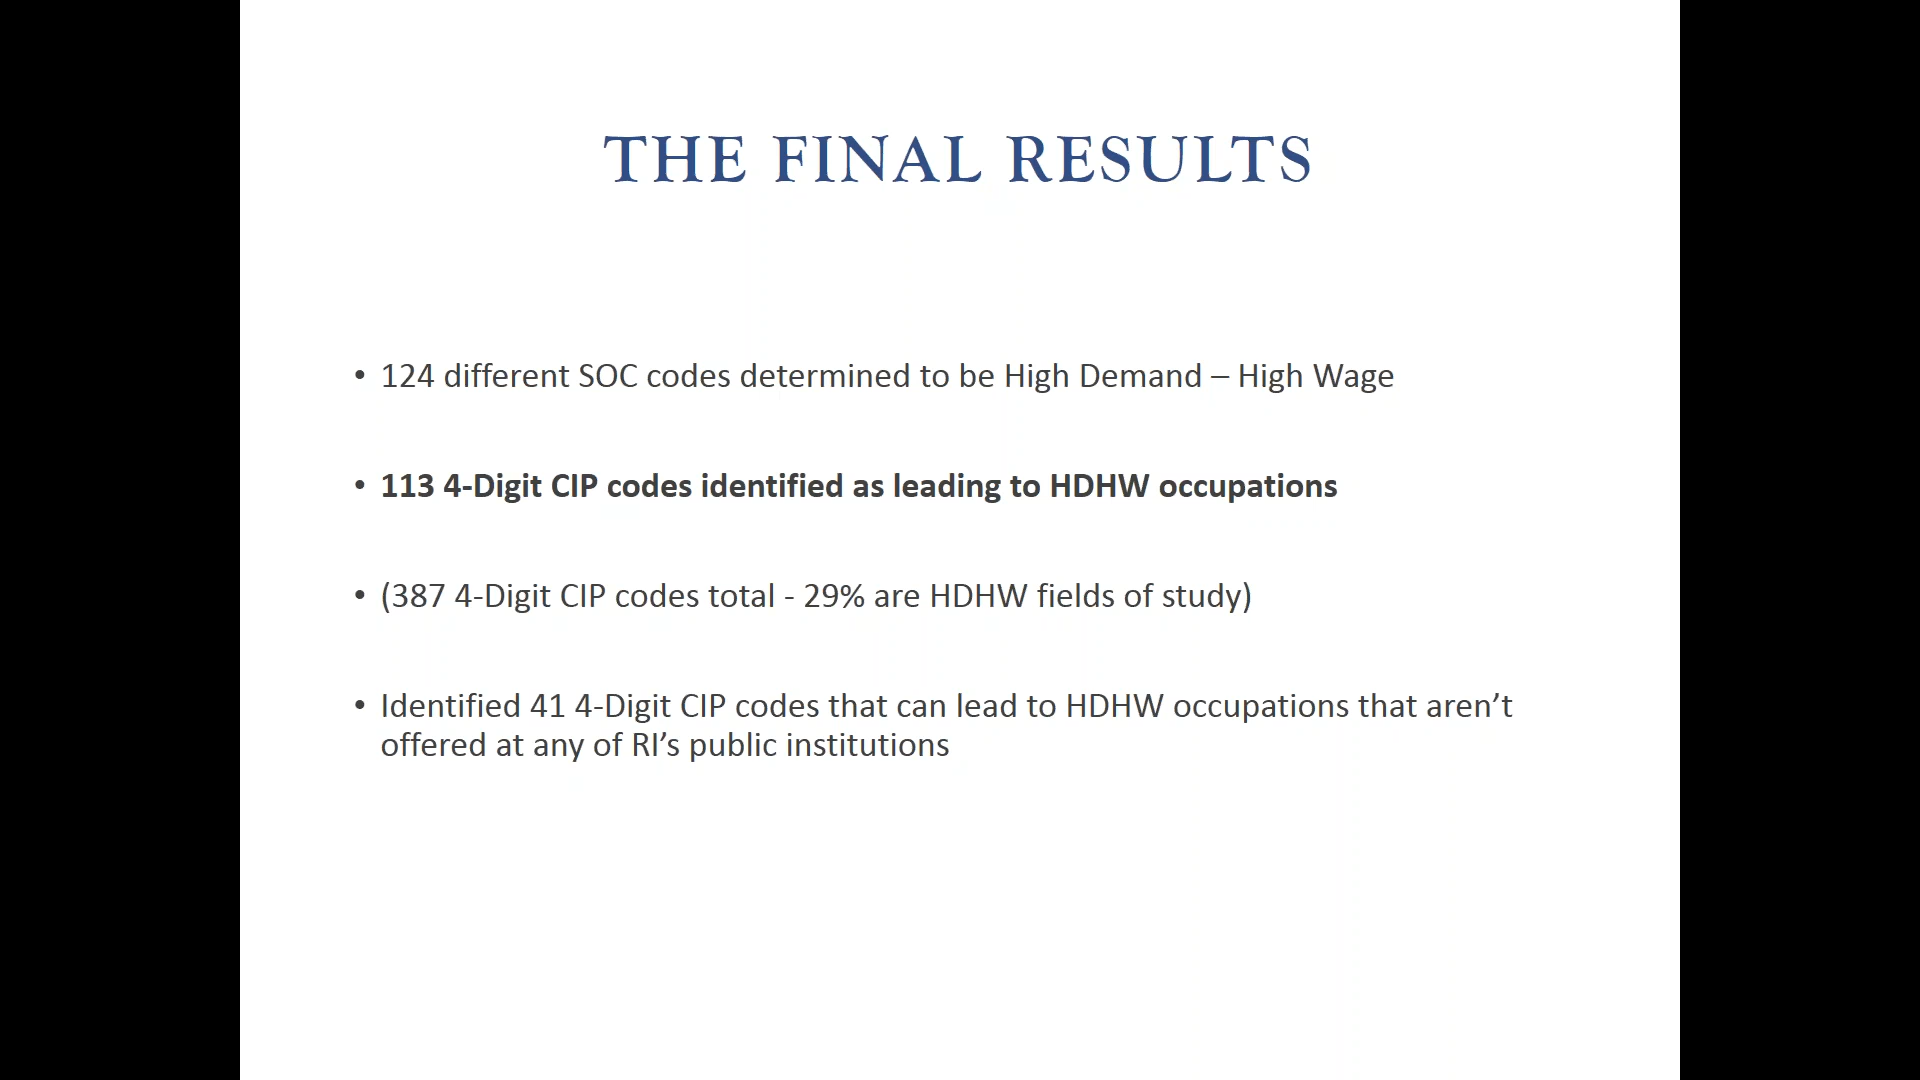 THE FINAL RESULTS
• 124 different SOC codes determined to be High Demand – High Wage
• 113 4-Digit CIP codes identified as leading to HDHW occupations
• (387 4-Digit CIP codes total - 29% are HDHW fields of study)
• Identified 41 4-Digit CIP codes that can lead to HDHW occupations that aren’t
offered at any of RI’s public institutions